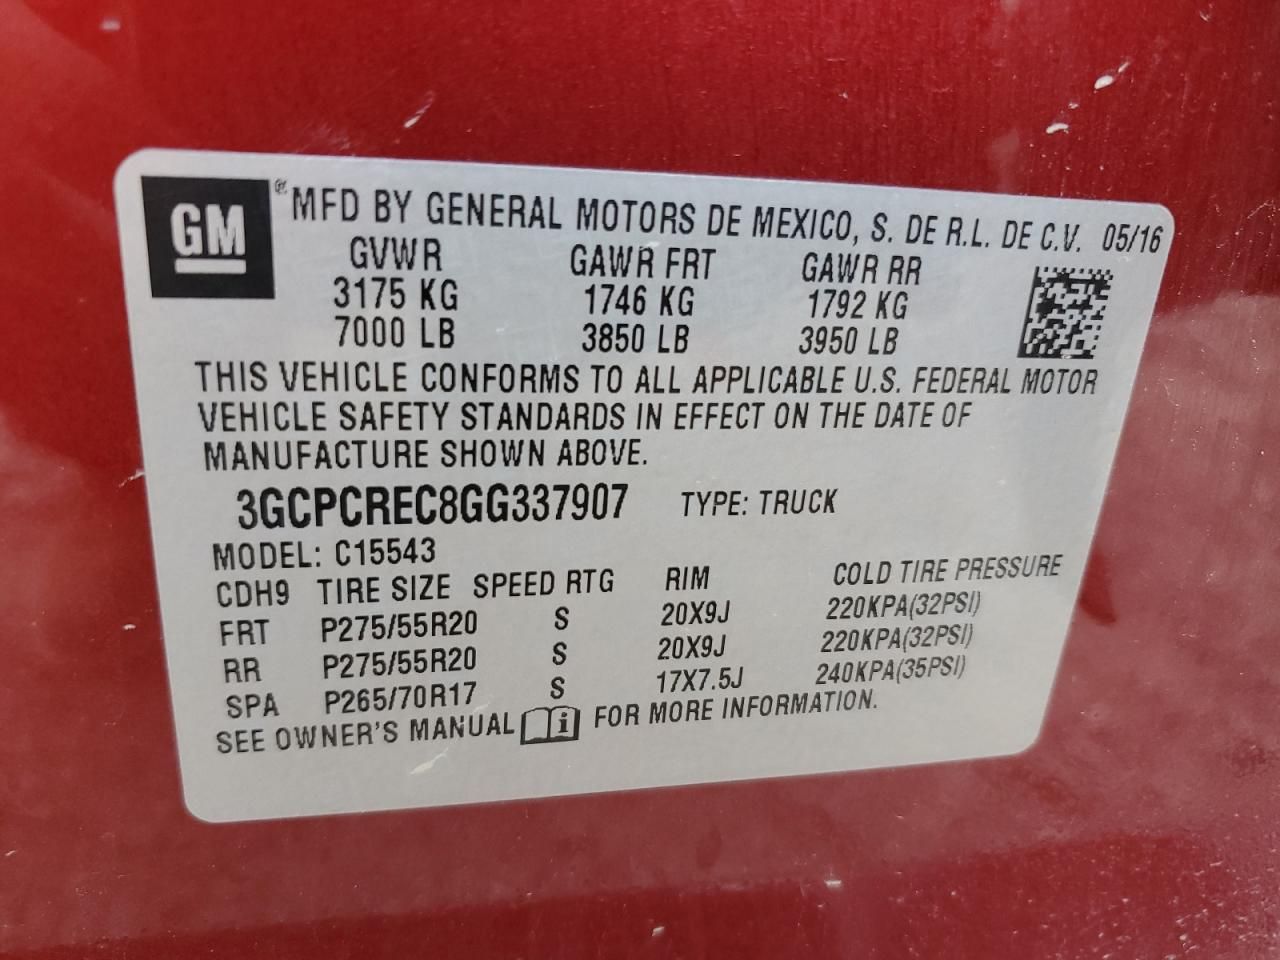 GM ® MFD BY GENERAL MOTORS DE MEXICO, S. DE R.L. DE C.V. 05/16
GVWR GAWR FRT GAWR RR
3175 KG 1746 KG 1792 KG
7000 LB 3850 LB 3950 LB
THIS VEHICLE CONFORMS TO ALL APPLICABLE U.S. FEDERAL MOTOR
VEHICLE SAFETY STANDARDS IN EFFECT ON THE DATE OF
MANUFACTURE SHOWN ABOVE.
3GCPCREC8GG337907 TYPE: TRUCK
MODEL: C15543
CDH9 TIRE SIZE SPEED RTG RIM COLD TIRE PRESSURE
FRT P275/55R20 S 20X9J 220KPA(32PSI)
RR P275/55R20 S 20X9J 220KPA(32PSI)
SPA P265/70R17 S 17X7.5J 240KPA(35PSI)
SEE OWNER'S MANUAL i FOR MORE INFORMATION.